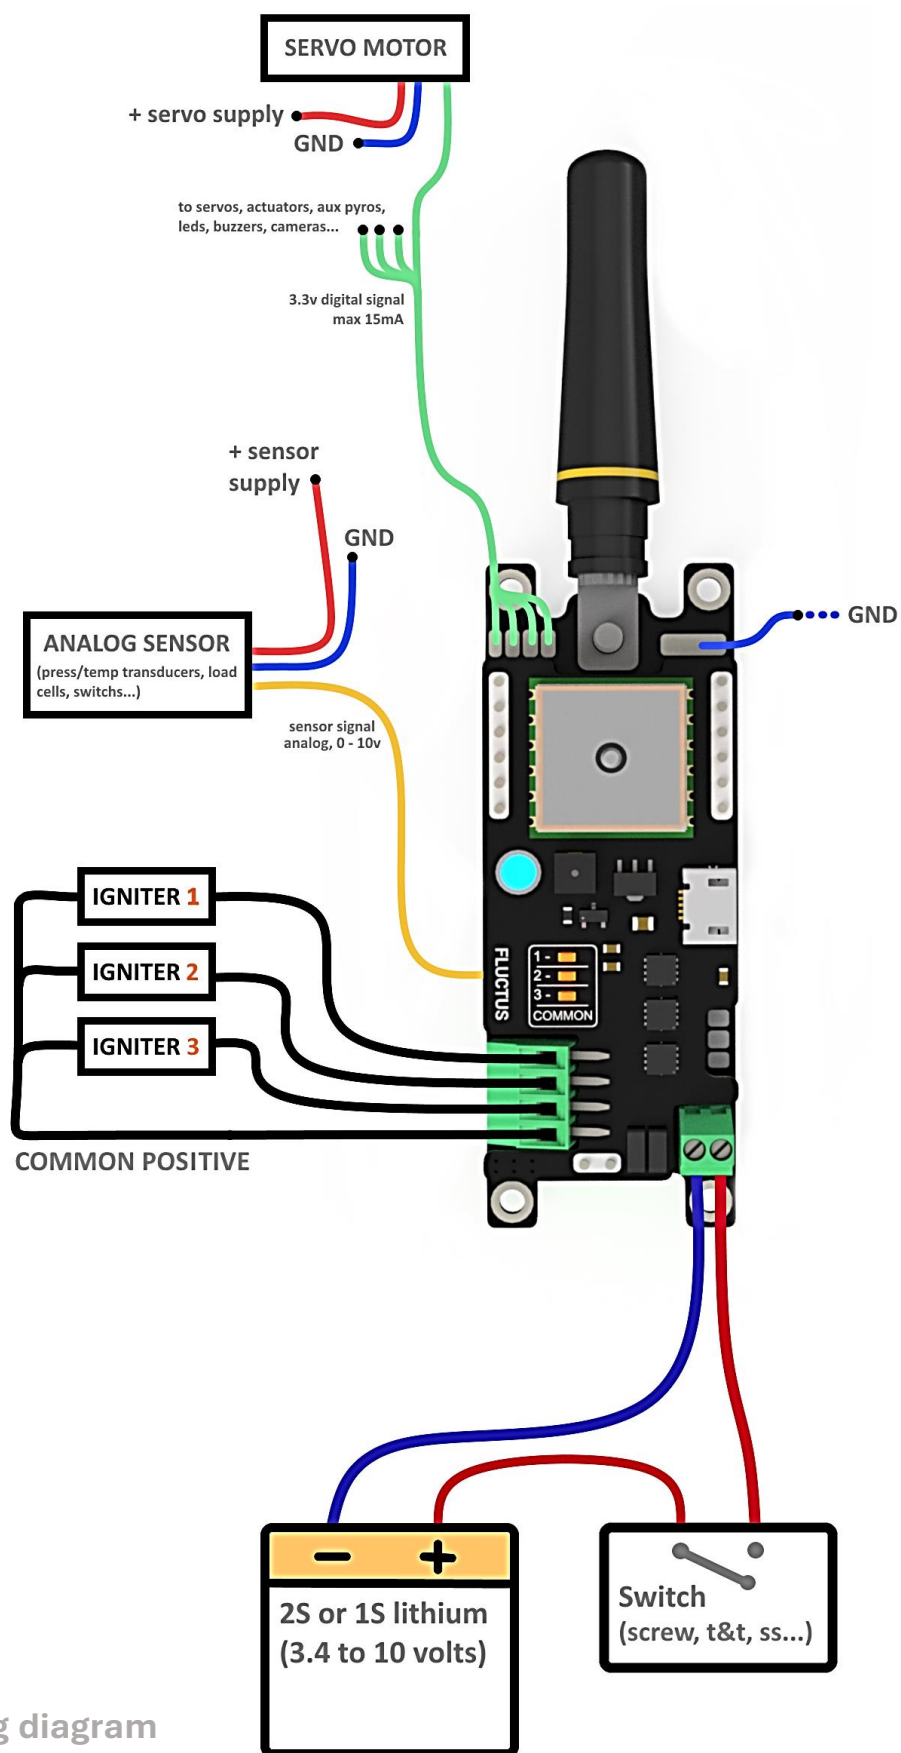 SERVO MOTOR
+ servo supply
GND
to servos, actuators, aux pyros,
leds, buzzers, cameras...
3.3v digital signal
max 15mA
+ sensor
supply
GND
GND
ANALOG SENSOR
(press/temp transducers, load
cells, switchs...)
sensor signal
analog, 0 - 10v
IGNITER 1
IGNITER 2
IGNITER 3
COMMON POSITIVE
FLUCTUS
1 -
2 -
3 -
COMMON
− +
2S or 1S lithium
(3.4 to 10 volts)
Switch
(screw, t&t, ss...)
g diagram